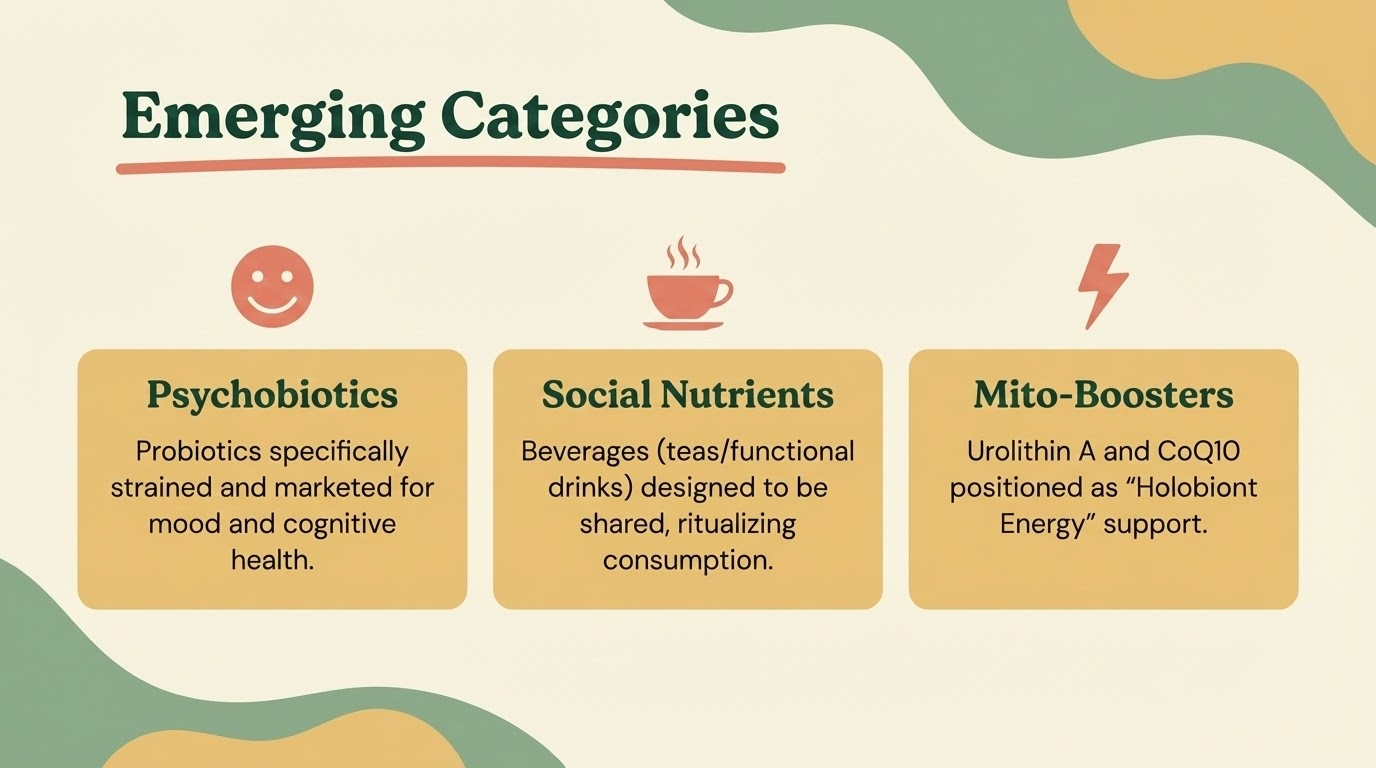 Emerging Categories
Psychobiotics
Probiotics specifically
strained and marketed for
mood and cognitive
health.
Social Nutrients
Beverages (teas/functional
drinks) designed to be
shared, ritualizing
consumption.
Mito-Boosters
Urolithin A and CoQ10
positioned as “Holobiont
Energy” support.